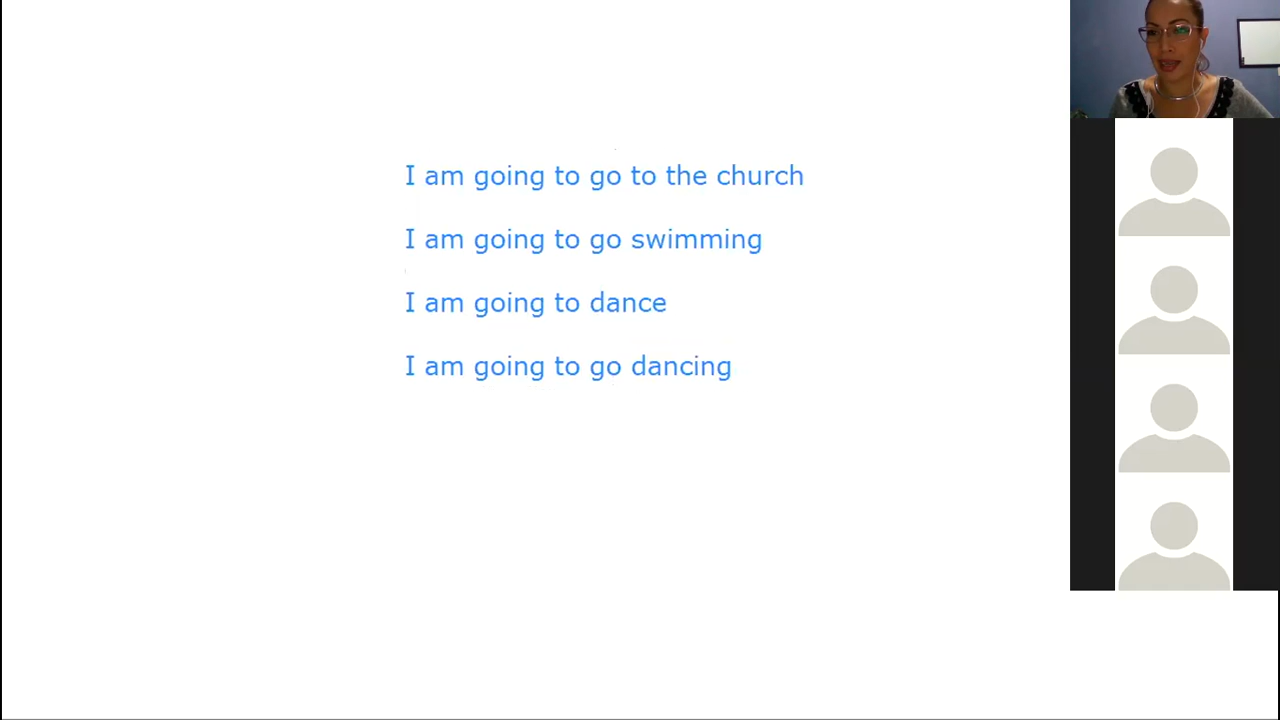 I am going to go to the church
I am going to go swimming
I am going to dance
I am going to go dancing